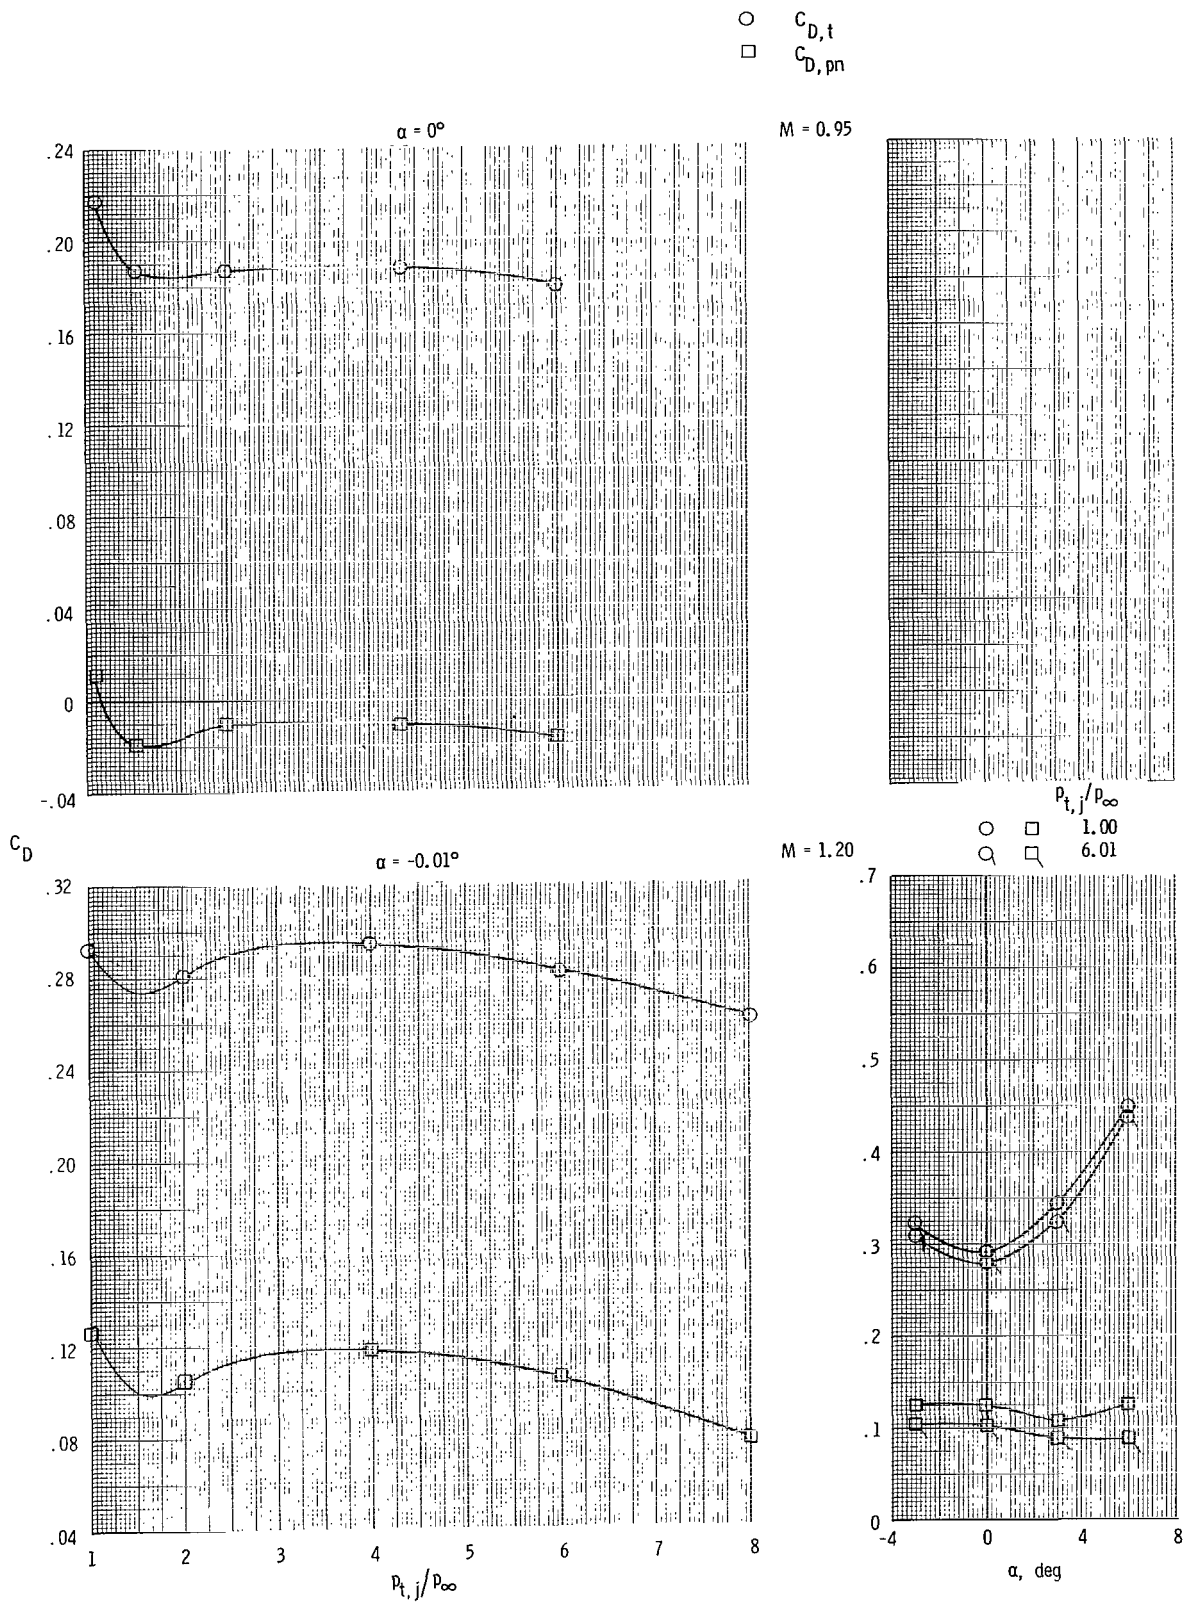 C_D,t
C_D,pn
α = 0°
M = 0.95
.24
.20
.16
.12
.08
.04
0
-.04
C_D
α = -0.01°
M = 1.20
p_t,j/p_∞
1.00
6.01
.32
.28
.24
.20
.16
.12
.08
.04
1 2 3 4 5 6 7 8
p_t,j/p_∞
.7
.6
.5
.4
.3
.2
.1
0
-4 0 4 8
α, deg